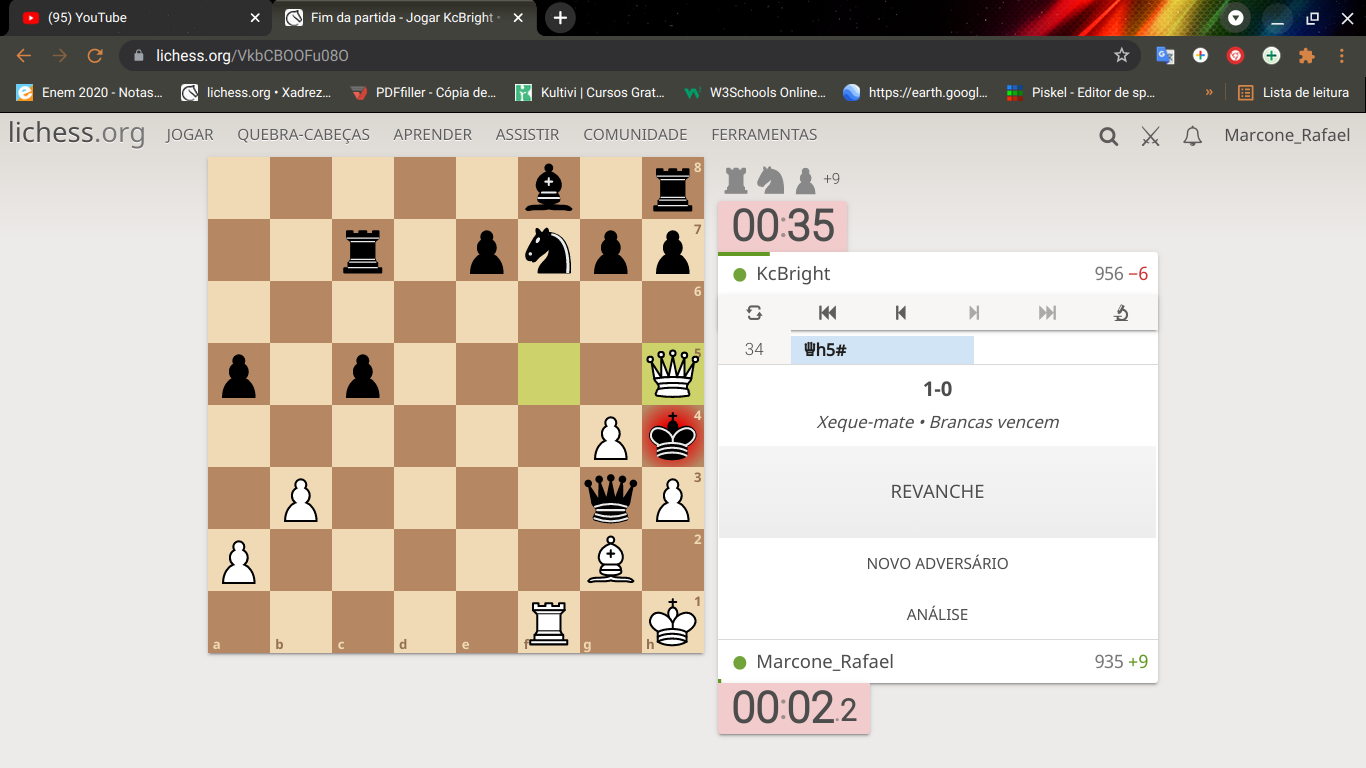 (95) YouTube
Fim da partida - Jogar KcBright
lichess.org/VkbCBOOFu08O
Enem 2020 - Notas...
lichess.org • Xadrez...
PDFfiller - Cópia de...
Kultivi | Cursos Grat...
W3Schools Online...
https://earth.googl...
Piskel - Editor de sp...
»
Lista de leitura
lichess.org
JOGAR
QUEBRA-CABEÇAS
APRENDER
ASSISTIR
COMUNIDADE
FERRAMENTAS
Marcone_Rafael
8
7
6
5
4
3
2
1
a b c d e f g h
+9
00:35
KcBright 956 −6
34 ♛h5#
1-0
Xeque-mate • Brancas vencem
REVANCHE
NOVO ADVERSÁRIO
ANÁLISE
Marcone_Rafael 935 +9
00:02.2